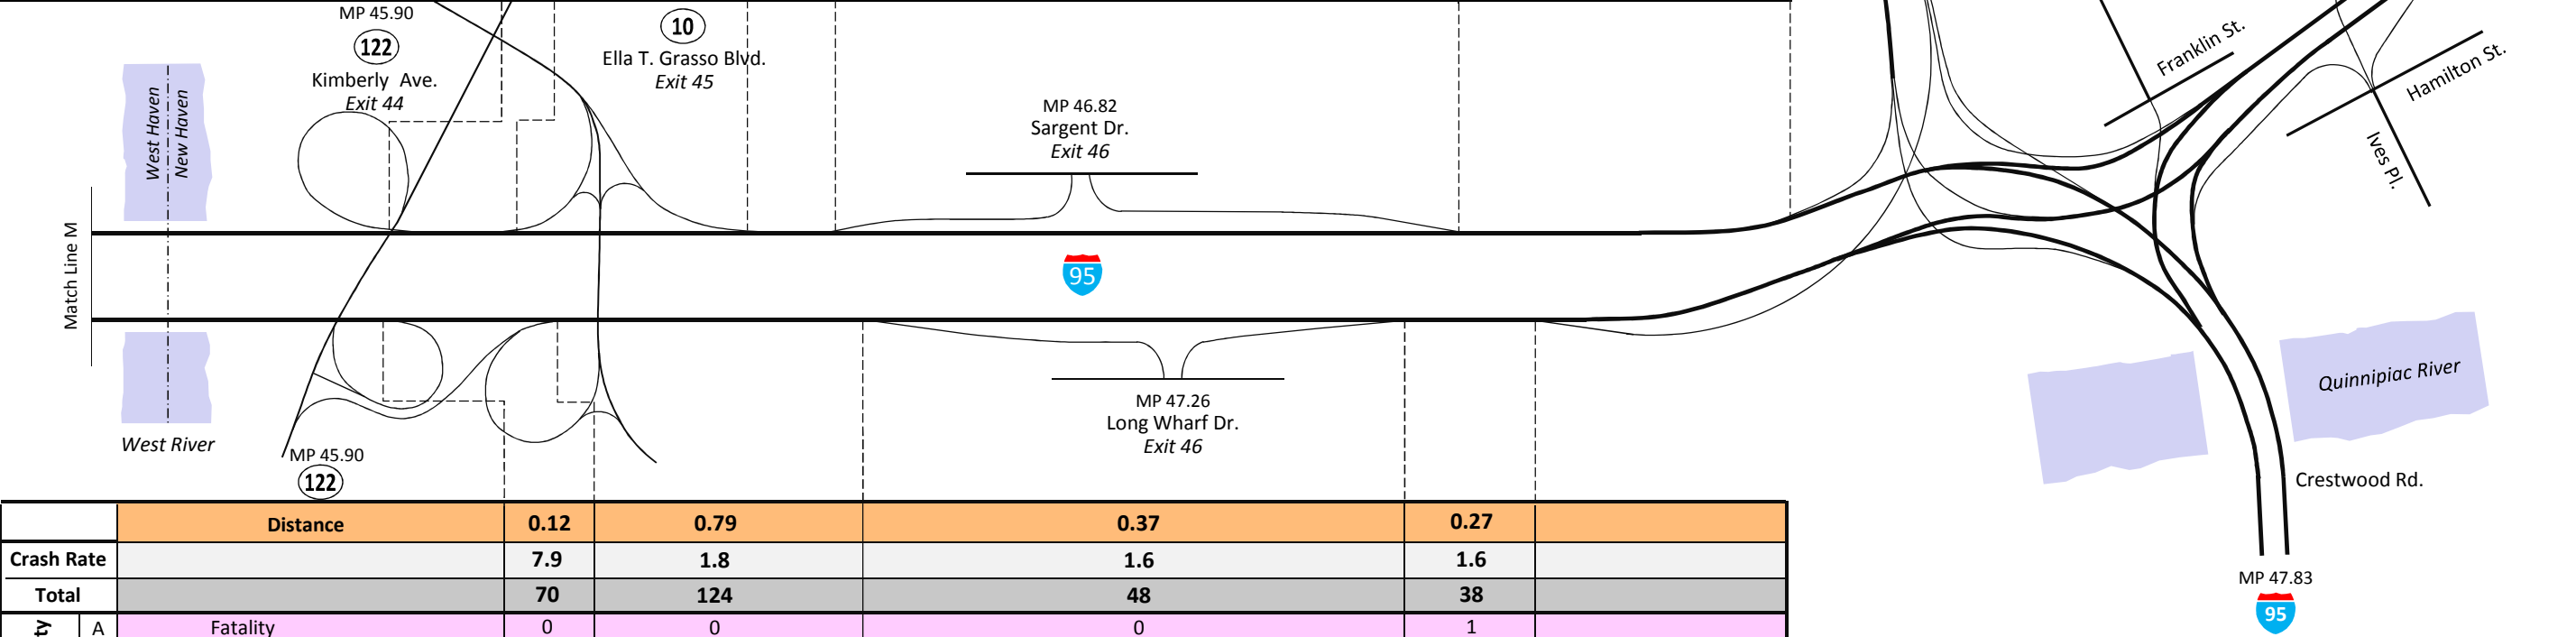 MP 45.90
122
Kimberly Ave.
Exit 44
10
Ella T. Grasso Blvd.
Exit 45
West Haven
New Haven
MP 46.82
Sargent Dr.
Exit 46
Franklin St.
Hamilton St.
Ives Pl.
Match Line M
95
West River
MP 45.90
122
MP 47.26
Long Wharf Dr.
Exit 46
Quinnipiac River
Crestwood Rd.
MP 47.83
95
Distance 0.12 0.79 0.37 0.27
Crash Rate 7.9 1.8 1.6 1.6
Total 70 124 48 38
ty A Fatality 0 0 0 1